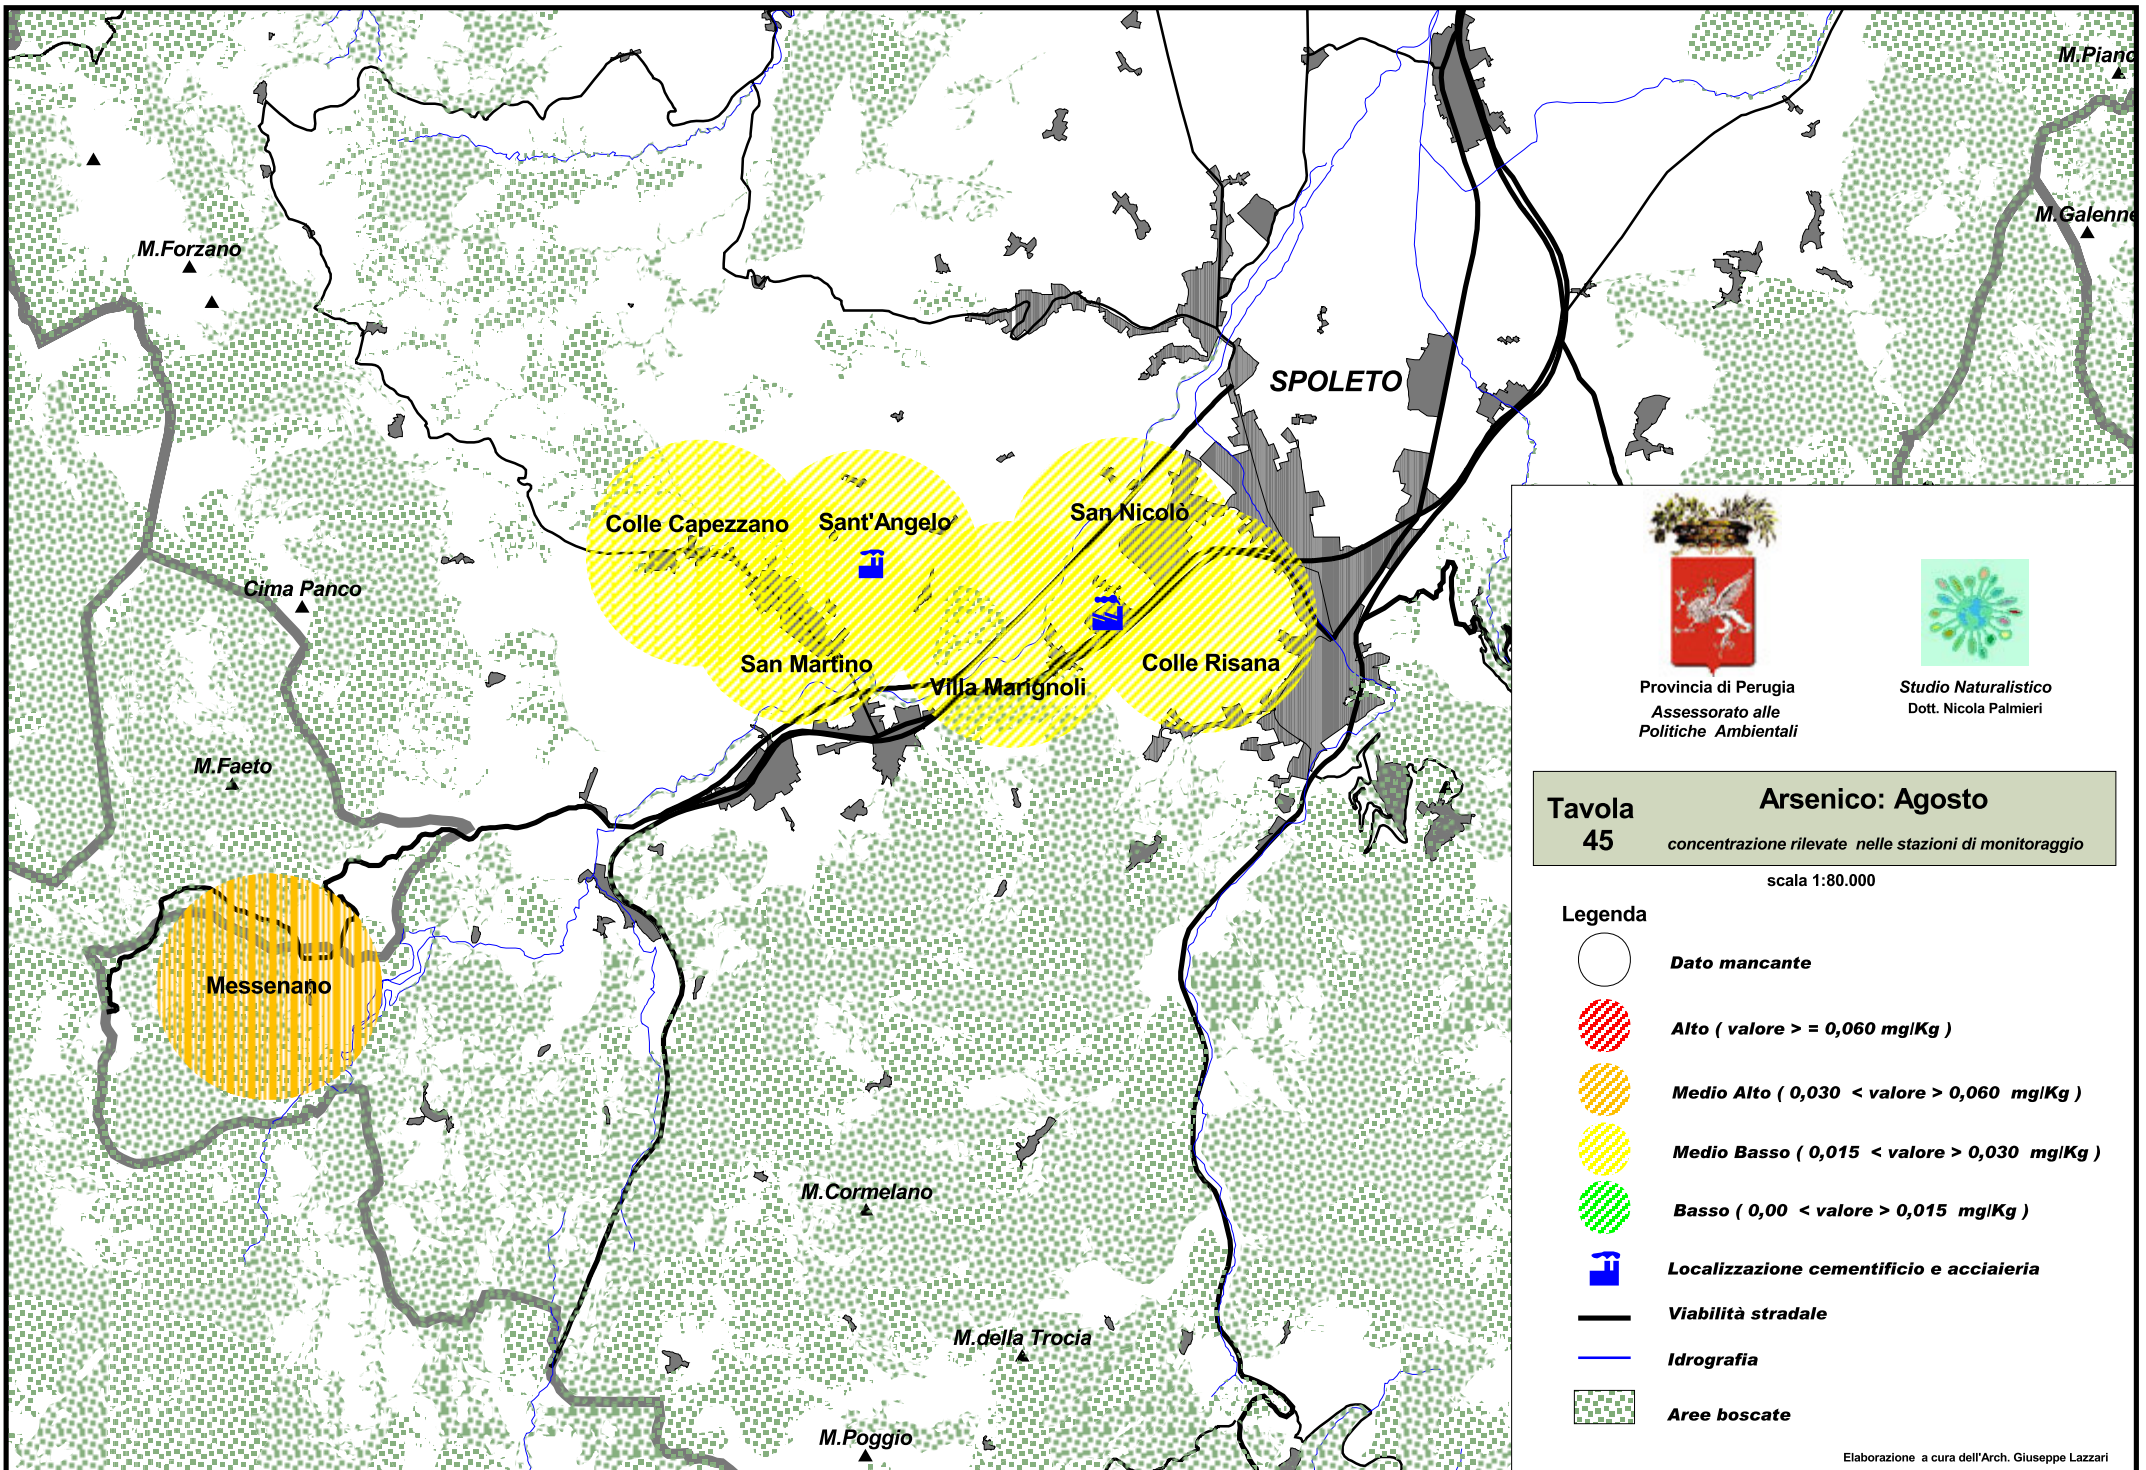 M.Pianc
M.Galenne
M.Forzano
SPOLETO
Colle Capezzano
Sant'Angelo
San Nicolò
Cima Panco
San Martino
Villa Marignoli
Colle Risana
M.Faeto
Messenano
M.Cormelano
M.della Trocia
M.Poggio
Provincia di Perugia
Assessorato alle
Politiche Ambientali
Studio Naturalistico
Dott. Nicola Palmieri
Tavola
45
Arsenico: Agosto
concentrazione rilevate nelle stazioni di monitoraggio
scala 1:80.000
Legenda
Dato mancante
Alto ( valore > = 0,060 mg/Kg )
Medio Alto ( 0,030 < valore > 0,060 mg/Kg )
Medio Basso ( 0,015 < valore > 0,030 mg/Kg )
Basso ( 0,00 < valore > 0,015 mg/Kg )
Localizzazione cementificio e acciaieria
Viabilità stradale
Idrografia
Aree boscate
Elaborazione a cura dell'Arch. Giuseppe Lazzari